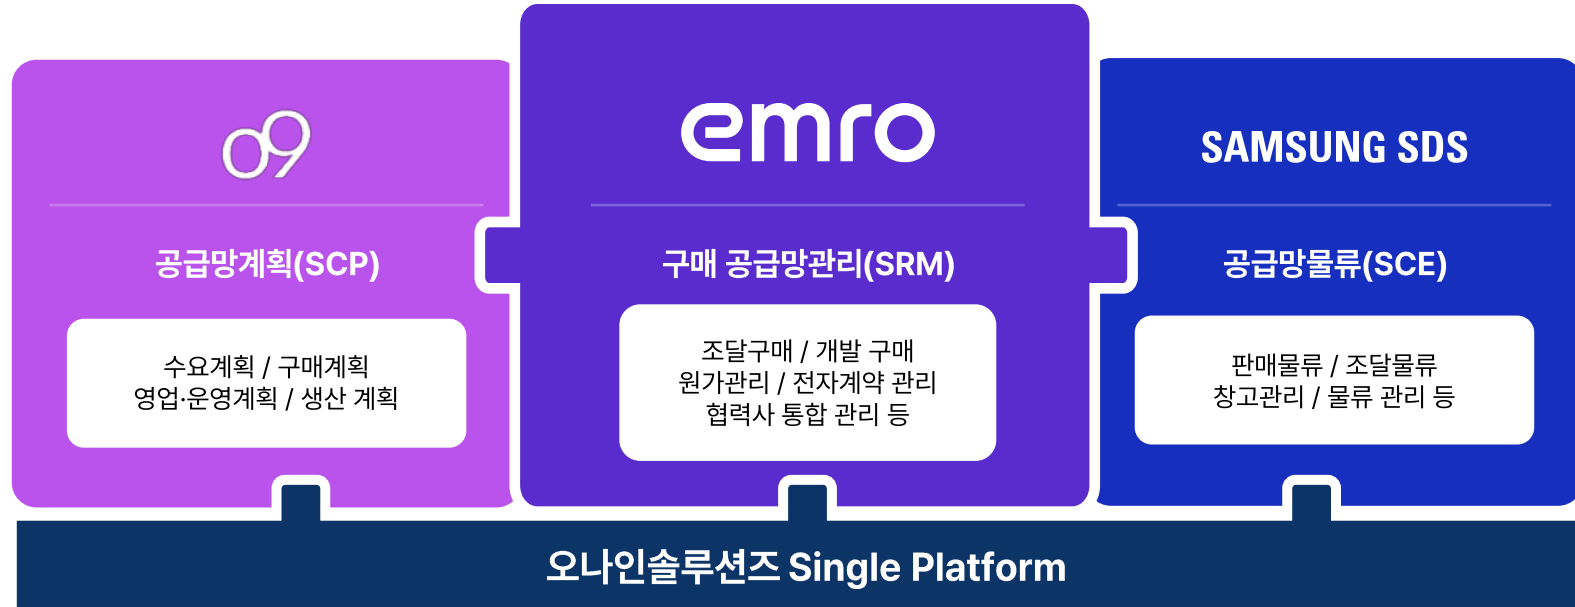 o9
공급망계획(SCP)
수요계획 / 구매계획
영업·운영계획 / 생산 계획
emro
구매 공급망관리(SRM)
조달구매 / 개발 구매
원가관리 / 전자계약 관리
협력사 통합 관리 등
SAMSUNG SDS
공급망물류(SCE)
판매물류 / 조달물류
창고관리 / 물류 관리 등
오나인솔루션즈 Single Platform